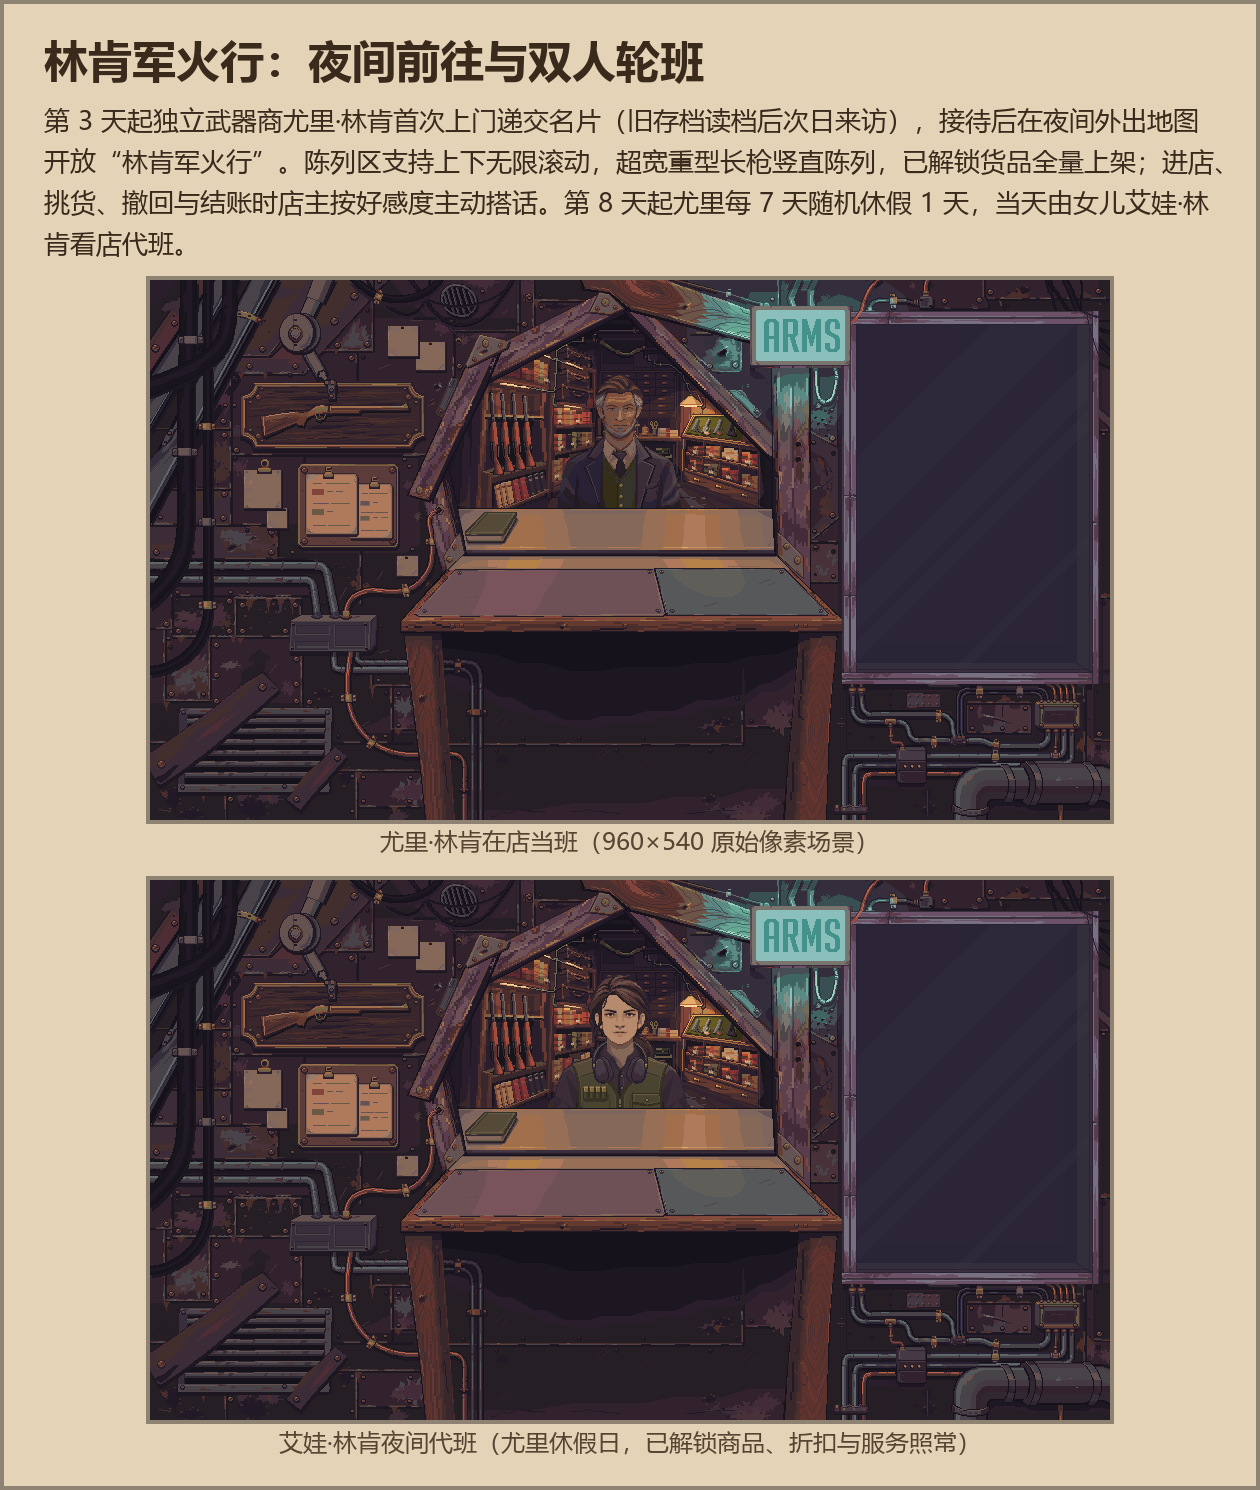 林肯军火行：夜间前往与双人轮班
第 3 天起独立武器商尤里·林肯首次上门递交名片（旧存档读档后次日来访），接待后在夜间外出地图
开放“林肯军火行”。陈列区支持上下无限滚动，超宽重型长枪竖直陈列，已解锁货品全量上架；进店、
挑货、撤回与结账时店主按好感度主动搭话。第 8 天起尤里每 7 天随机休假 1 天，当天由女儿艾娃·林
肯看店代班。
ARMS
尤里·林肯在店当班（960×540 原始像素场景）
ARMS
艾娃·林肯夜间代班（尤里休假日，已解锁商品、折扣与服务照常）